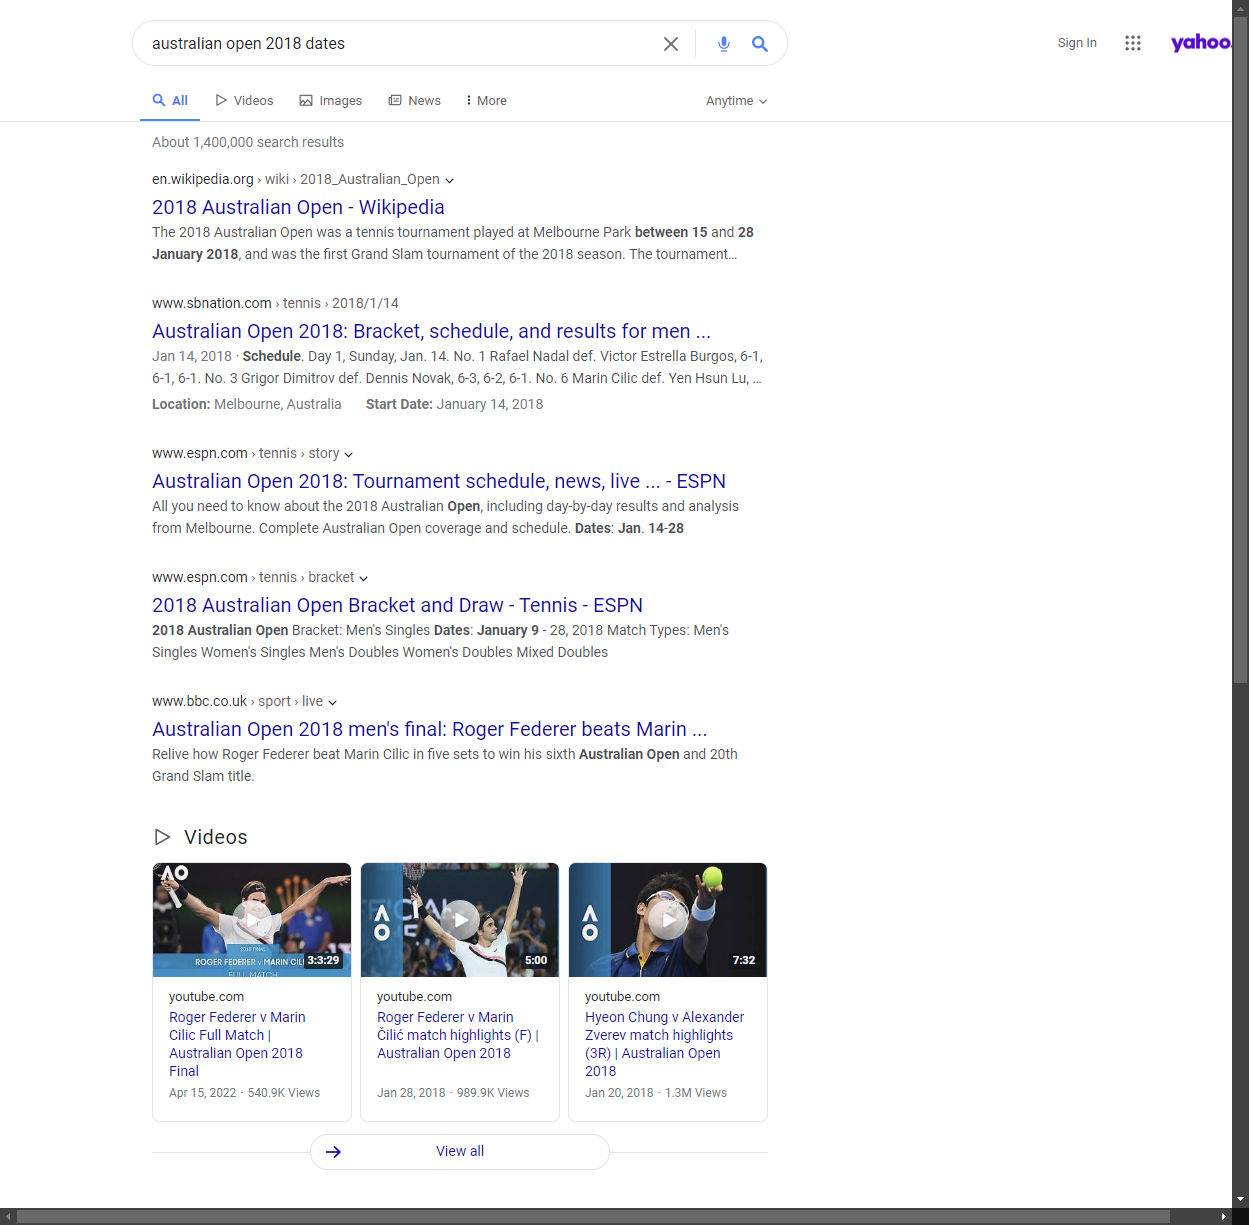 australian open 2018 dates
Sign In
yahoo
All
Videos
Images
News
More
Anytime
About 1,400,000 search results
en.wikipedia.org › wiki › 2018_Australian_Open
2018 Australian Open - Wikipedia
The 2018 Australian Open was a tennis tournament played at Melbourne Park between 15 and 28
January 2018, and was the first Grand Slam tournament of the 2018 season. The tournament…
www.sbnation.com › tennis › 2018/1/14
Australian Open 2018: Bracket, schedule, and results for men ...
Jan 14, 2018 · Schedule. Day 1, Sunday, Jan. 14. No. 1 Rafael Nadal def. Victor Estrella Burgos, 6-1,
6-1, 6-1. No. 3 Grigor Dimitrov def. Dennis Novak, 6-3, 6-2, 6-1. No. 6 Marin Cilic def. Yen Hsun Lu, …
Location: Melbourne, Australia Start Date: January 14, 2018
www.espn.com › tennis › story
Australian Open 2018: Tournament schedule, news, live ... - ESPN
All you need to know about the 2018 Australian Open, including day-by-day results and analysis
from Melbourne. Complete Australian Open coverage and schedule. Dates: Jan. 14-28
www.espn.com › tennis › bracket
2018 Australian Open Bracket and Draw - Tennis - ESPN
2018 Australian Open Bracket: Men's Singles Dates: January 9 - 28, 2018 Match Types: Men's
Singles Women's Singles Men's Doubles Women's Doubles Mixed Doubles
www.bbc.co.uk › sport › live
Australian Open 2018 men's final: Roger Federer beats Marin ...
Relive how Roger Federer beat Marin Cilic in five sets to win his sixth Australian Open and 20th
Grand Slam title.
Videos
AO
2018 FINAL
ROGER FEDERER v MARIN CILI
FULL MATCH
3:3:29
youtube.com
Roger Federer v Marin
Cilic Full Match |
Australian Open 2018
Final
Apr 15, 2022 · 540.9K Views
AO
5:00
youtube.com
Roger Federer v Marin
Čilić match highlights (F) |
Australian Open 2018
Jan 28, 2018 · 989.9K Views
AO
7:32
youtube.com
Hyeon Chung v Alexander
Zverev match highlights
(3R) | Australian Open
2018
Jan 20, 2018 · 1.3M Views
View all